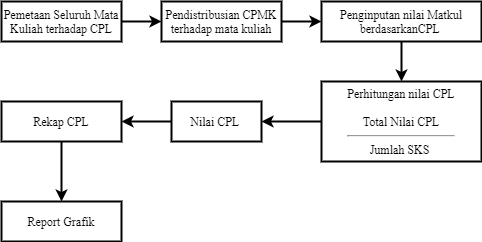 Pemetaan Seluruh Mata
Kuliah terhadap CPL
Pendistribusian CPMK
terhadap mata kuliah
Penginputan nilai Matkul
berdasarkanCPL
Perhitungan nilai CPL
Total Nilai CPL
Jumlah SKS
Nilai CPL
Rekap CPL
Report Grafik